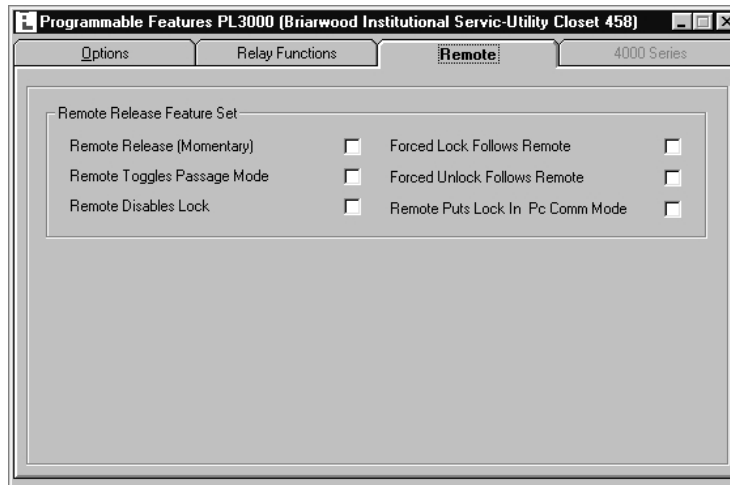 Programmable Features PL3000 (Briarwood Institutional Servic-Utility Closet 458)
Options
Relay Functions
Remote
4000 Series
Remote Release Feature Set
Remote Release (Momentary)
Forced Lock Follows Remote
Remote Toggles Passage Mode
Forced Unlock Follows Remote
Remote Disables Lock
Remote Puts Lock In Pc Comm Mode